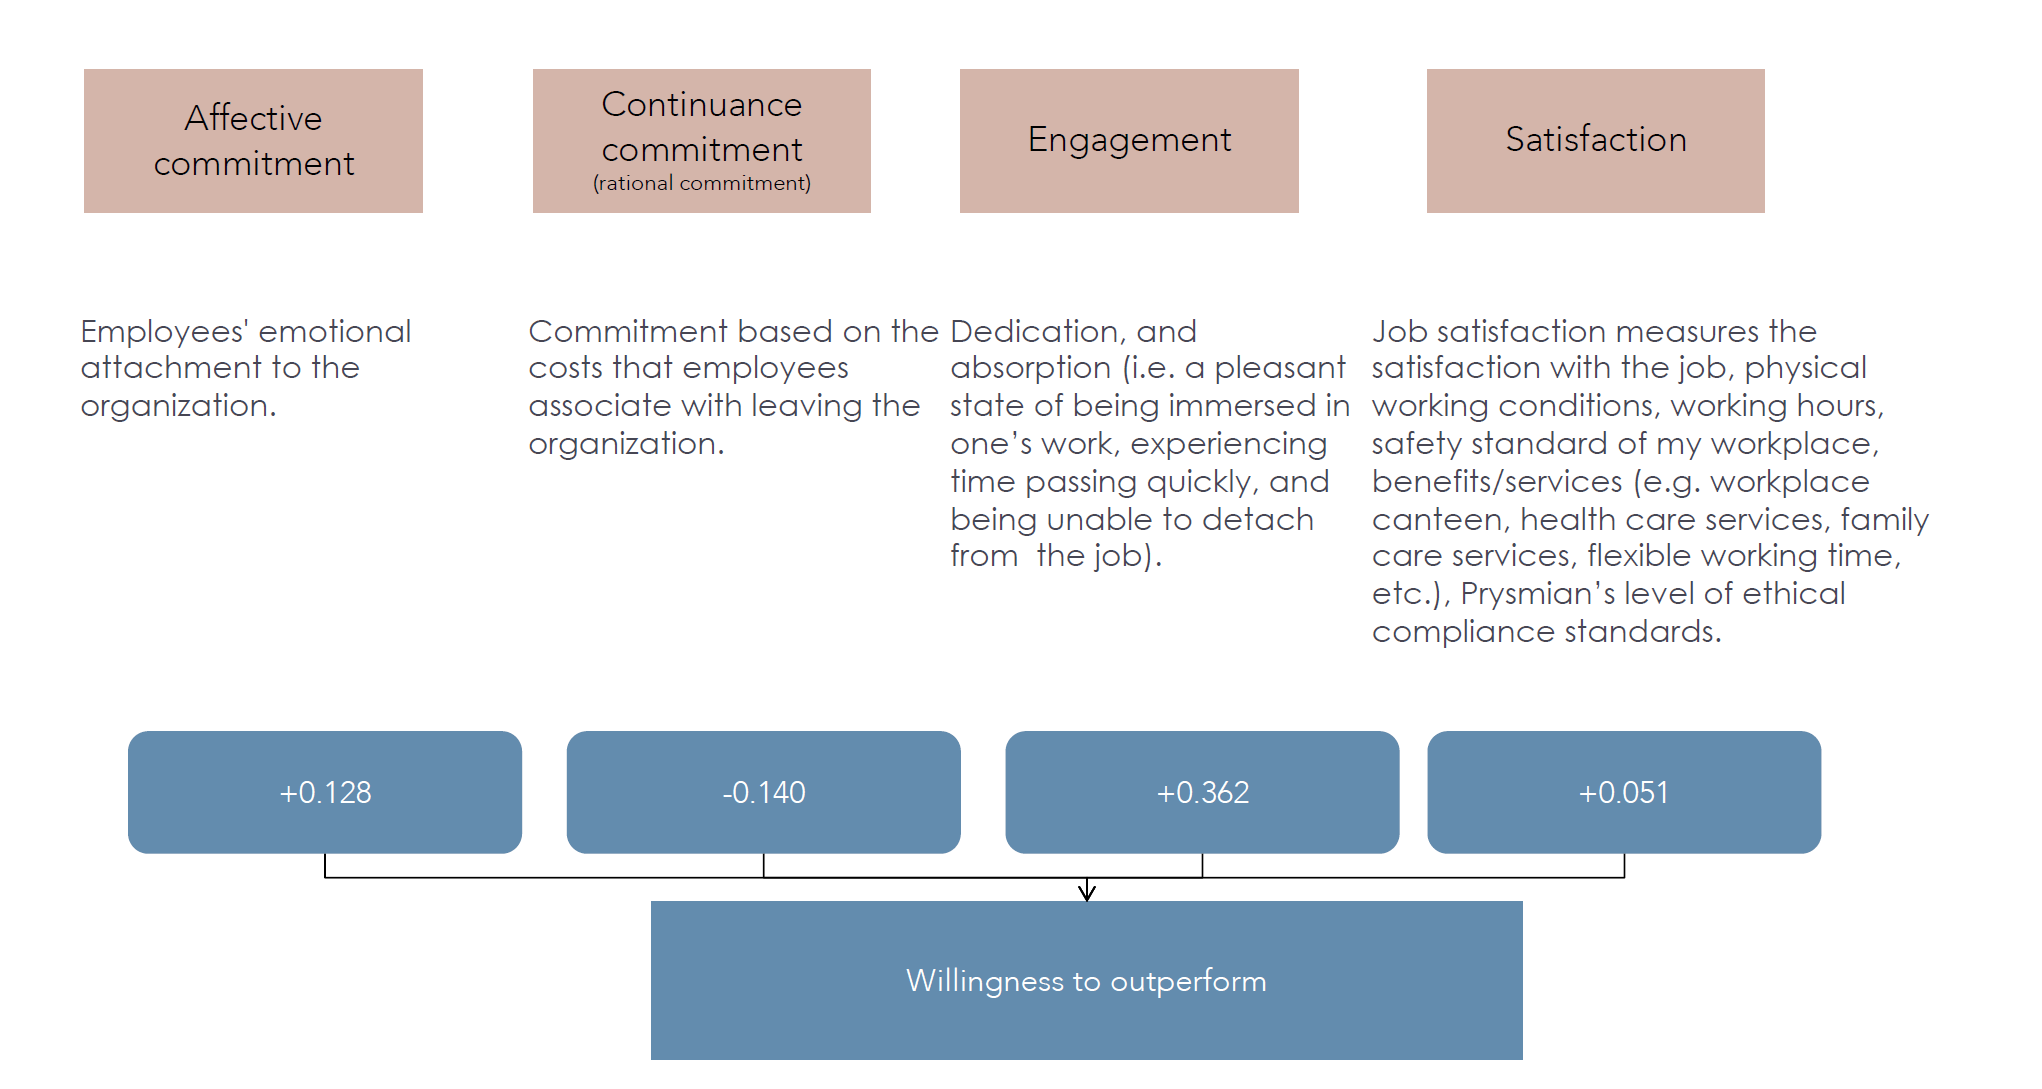 Affective
commitment
Continuance
commitment
(rational commitment)
Engagement
Satisfaction
Employees' emotional
attachment to the
organization.
Commitment based on the
costs that employees
associate with leaving the
organization.
Dedication, and
absorption (i.e. a pleasant
state of being immersed in
one’s work, experiencing
time passing quickly, and
being unable to detach
from  the job).
Job satisfaction measures the
satisfaction with the job, physical
working conditions, working hours,
safety standard of my workplace,
benefits/services (e.g. workplace
canteen, health care services, family
care services, flexible working time,
etc.), Prysmian’s level of ethical
compliance standards.
+0.128
-0.140
+0.362
+0.051
Willingness to outperform